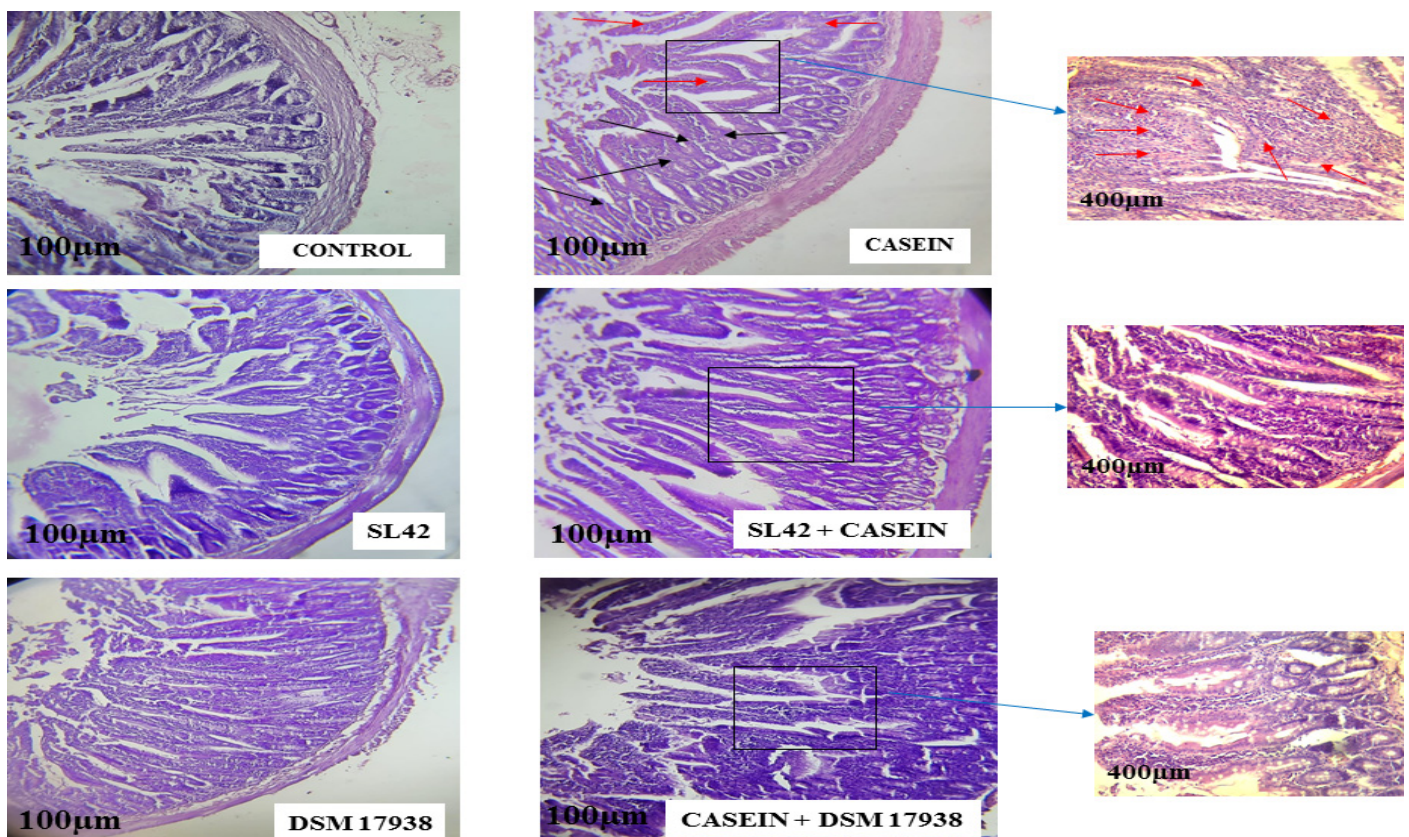 100µm
CONTROL
100µm
CASEIN
400µm
100µm
SL42
100µm
SL42 + CASEIN
400µm
100µm
DSM 17938
100µm
CASEIN + DSM 17938
400µm